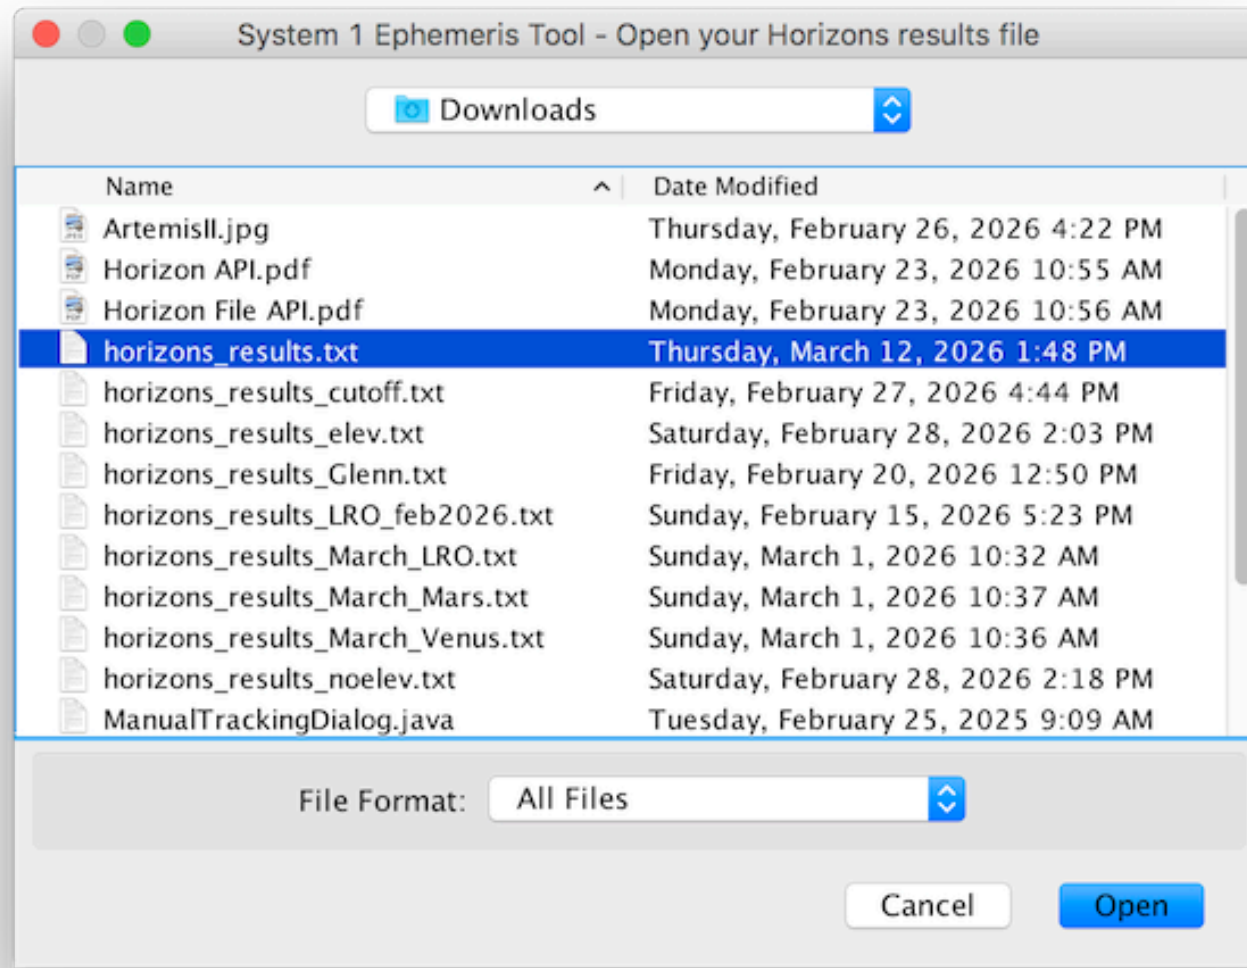 System 1 Ephemeris Tool - Open your Horizons results file
Downloads
Name Date Modified
ArtemisII.jpg Thursday, February 26, 2026 4:22 PM
Horizon API.pdf Monday, February 23, 2026 10:55 AM
Horizon File API.pdf Monday, February 23, 2026 10:56 AM
horizons_results.txt Thursday, March 12, 2026 1:48 PM
horizons_results_cutoff.txt Friday, February 27, 2026 4:44 PM
horizons_results_elev.txt Saturday, February 28, 2026 2:03 PM
horizons_results_Glenn.txt Friday, February 20, 2026 12:50 PM
horizons_results_LRO_feb2026.txt Sunday, February 15, 2026 5:23 PM
horizons_results_March_LRO.txt Sunday, March 1, 2026 10:32 AM
horizons_results_March_Mars.txt Sunday, March 1, 2026 10:37 AM
horizons_results_March_Venus.txt Sunday, March 1, 2026 10:36 AM
horizons_results_noelev.txt Saturday, February 28, 2026 2:18 PM
ManualTrackingDialog.java Tuesday, February 25, 2025 9:09 AM
File Format: All Files
Cancel Open